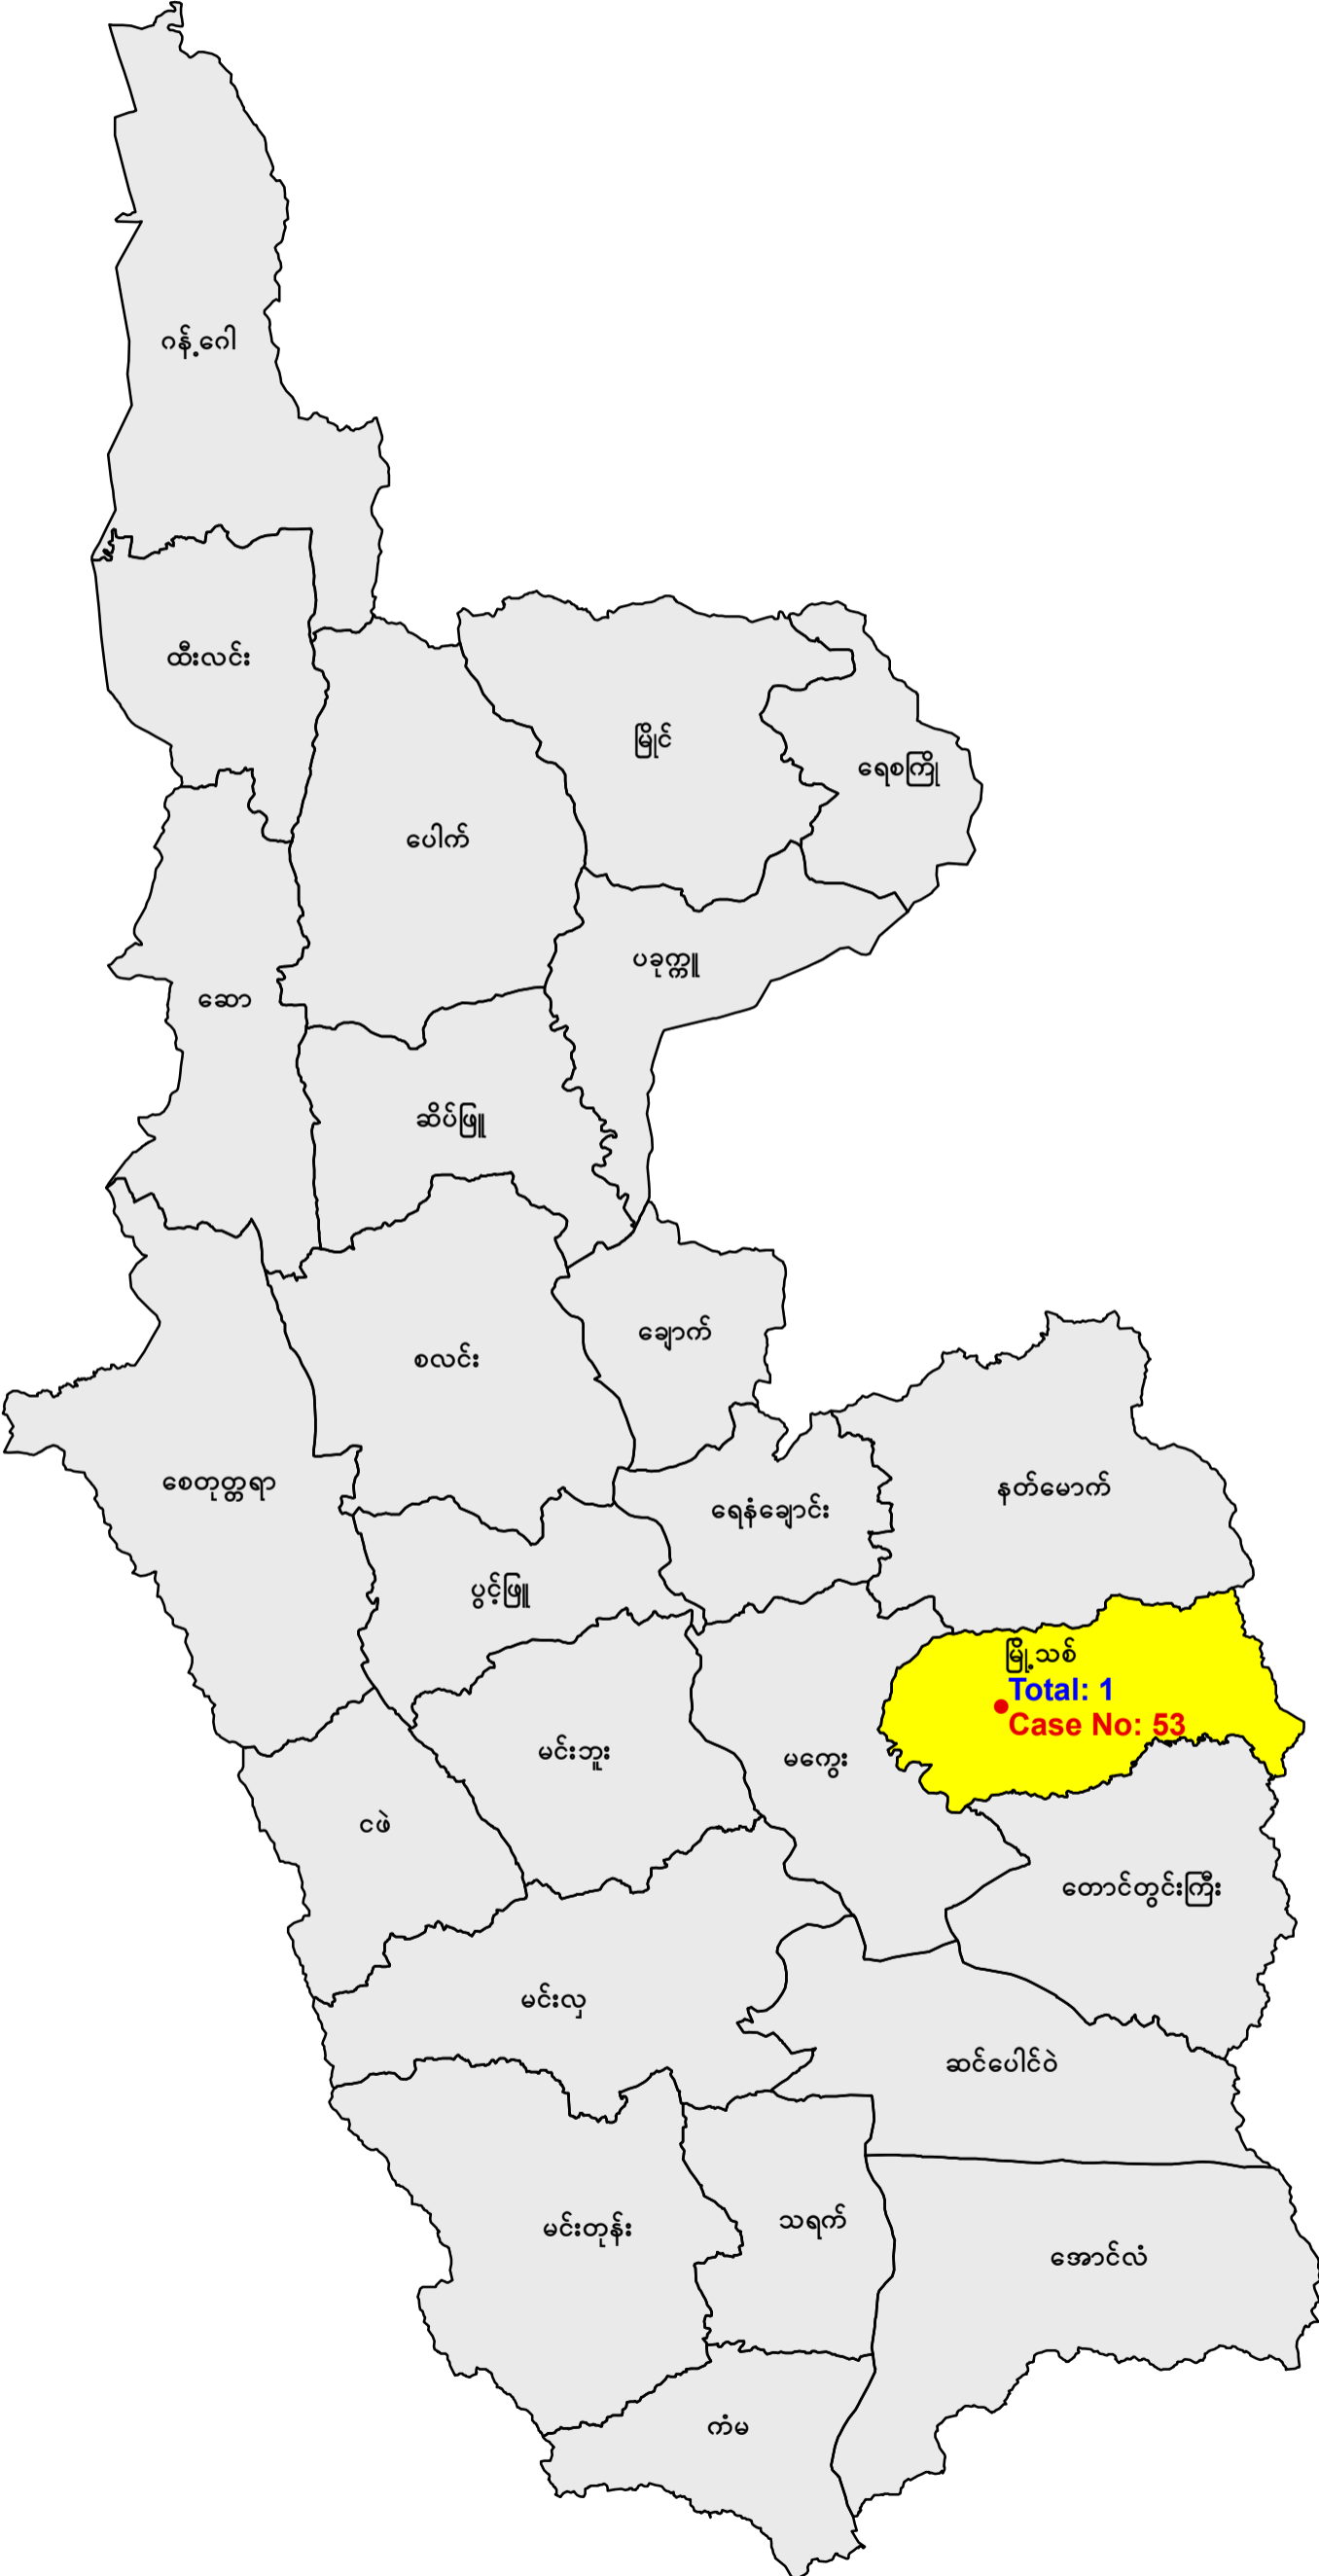 ဂန့်ဂေါ
ထီးလင်း
မြိုင်
ရေစကြို
ပေါက်
ပခုက္ကူ
ဆော
ဆိပ်ဖြူ
ချောက်
စလင်း
စေတုတ္တရာ
နတ်မောက်
ရေနံချောင်း
ပွင့်ဖြူ
မြို့သစ်
Total: 1
Case No: 53
မင်းဘူး
မကွေး
ငဖဲ
တောင်တွင်းကြီး
မင်းလှ
ဆင်ပေါင်ဝဲ
သရက်
မင်းတုန်း
အောင်လံ
ကံမ